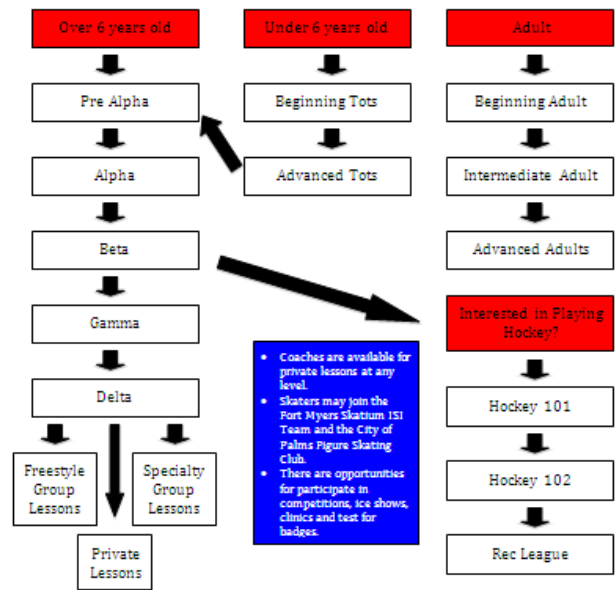 Over 6 years old
Under 6 years old
Adult
Pre Alpha
Beginning Tots
Beginning Adult
Alpha
Advanced Tots
Intermediate Adult
Beta
Advanced Adults
Gamma
Interested in Playing
Hockey?
Delta
Freestyle
Group
Lessons
Specialty
Group
Lessons
Private
Lessons
• Coaches are available for
private lessons at any
level.
• Skaters may join the
Fort Myers Skatium ISI
Team and the City of
Palms Figure Skating
Club.
• There are opportunities
for participate in
competitions, ice shows,
clinics and test for
badges.
Hockey 101
Hockey 102
Rec League